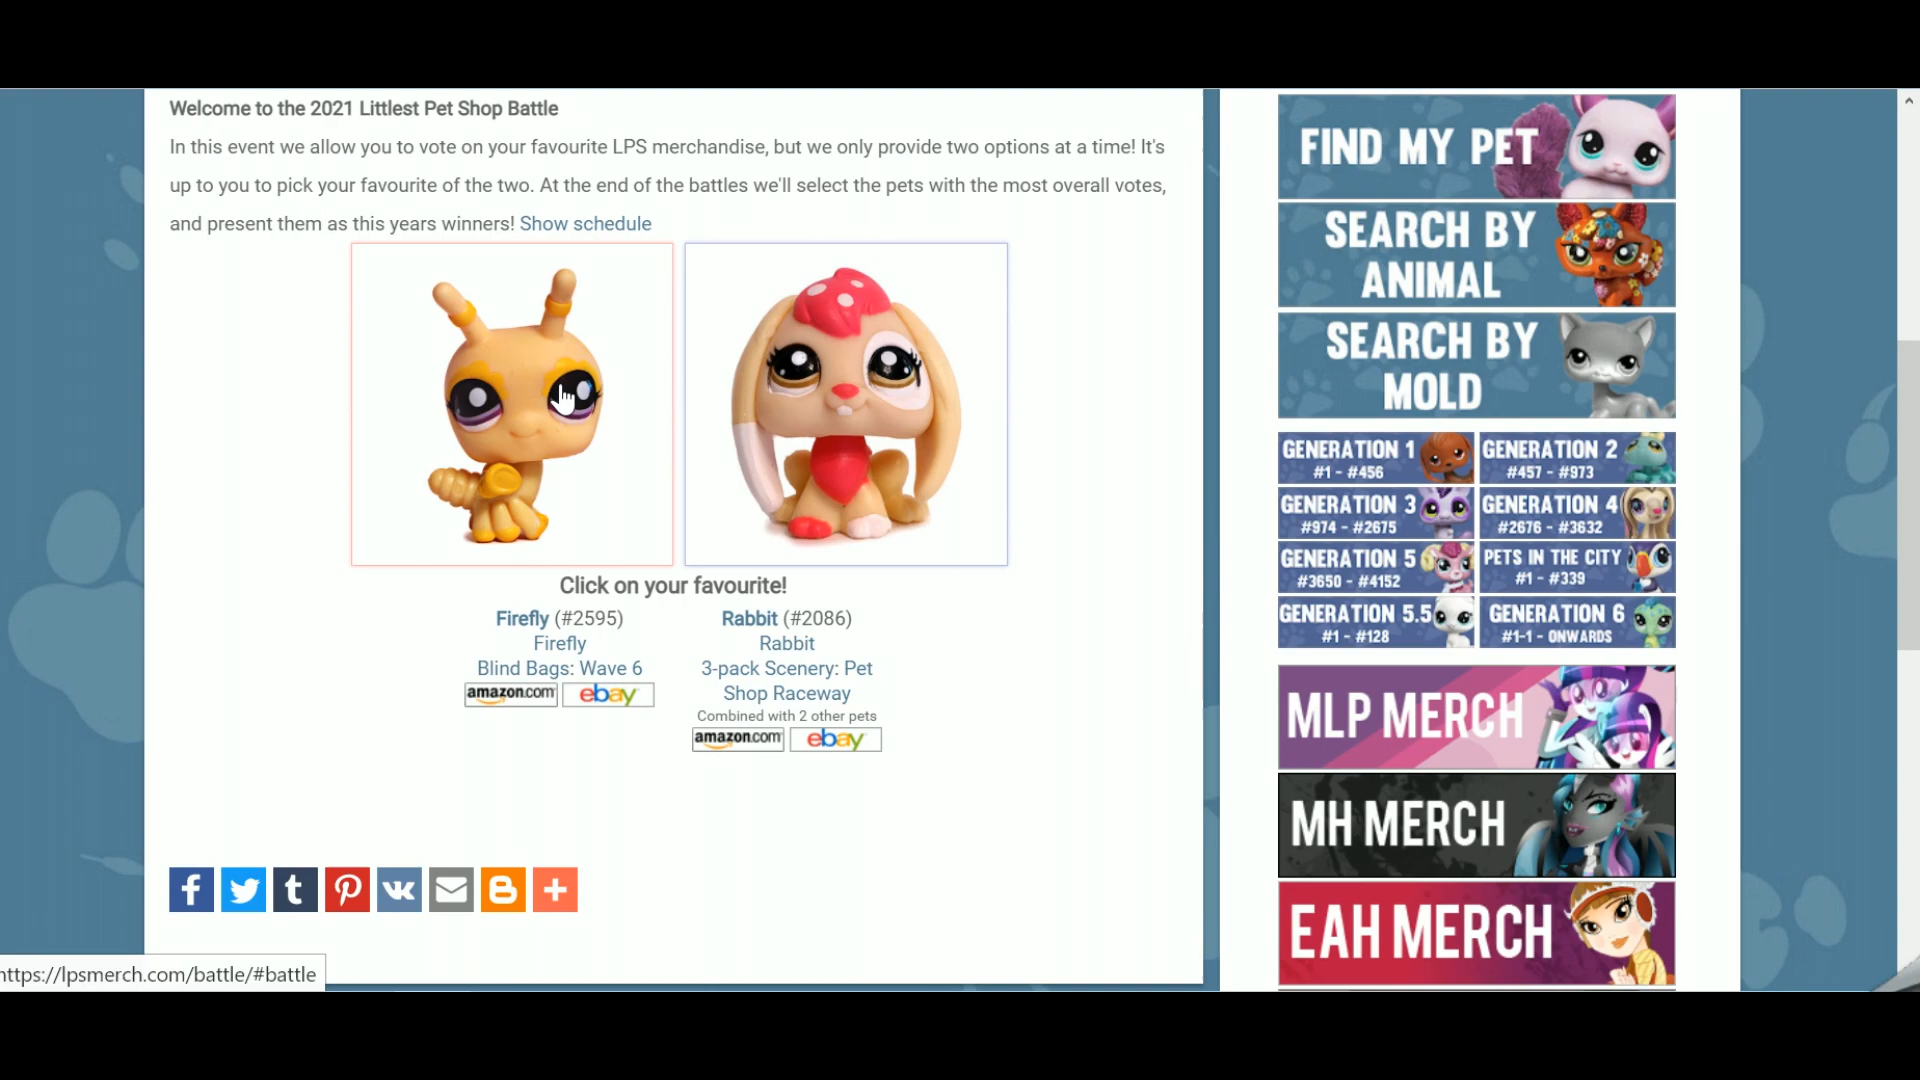 Welcome to the 2021 Littlest Pet Shop Battle
In this event we allow you to vote on your favourite LPS merchandise, but we only provide two options at a time! It's
up to you to pick your favourite of the two. At the end of the battles we'll select the pets with the most overall votes,
and present them as this years winners! Show schedule
Click on your favourite!
Firefly (#2595)
Firefly
Blind Bags: Wave 6
amazon.com ebay
Rabbit (#2086)
Rabbit
3-pack Scenery: Pet
Shop Raceway
Combined with 2 other pets
amazon.com ebay
https://lpsmerch.com/battle/#battle
FIND MY PET
SEARCH BY
ANIMAL
SEARCH BY
MOLD
GENERATION 1
#1 - #456
GENERATION 2
#457 - #973
GENERATION 3
#974 - #2675
GENERATION 4
#2676 - #3632
GENERATION 5
#3650 - #4152
PETS IN THE CITY
#1 - #339
GENERATION 5.5
#1 - #128
GENERATION 6
#1-1 - ONWARDS
MLP MERCH
MH MERCH
EAH MERCH